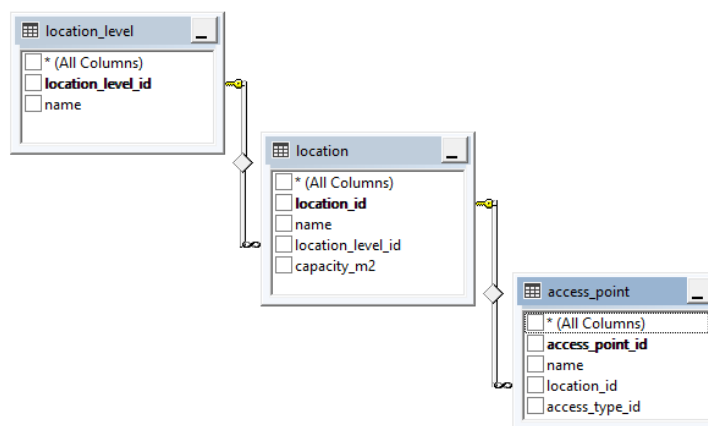 location_level
* (All Columns)
location_level_id
name
location
* (All Columns)
location_id
name
location_level_id
capacity_m2
access_point
* (All Columns)
access_point_id
name
location_id
access_type_id